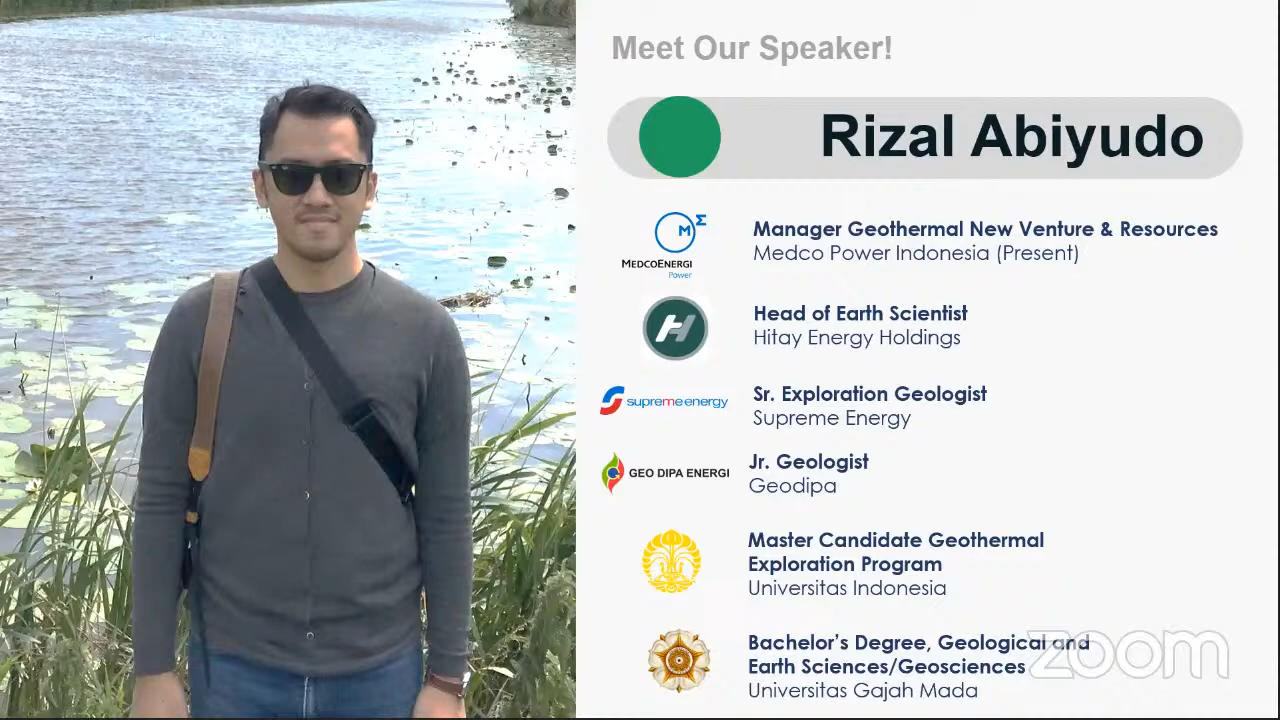 Meet Our Speaker!
Rizal Abiyudo
M
Σ
MEDCOENERGI
Power
Manager Geothermal New Venture & Resources
Medco Power Indonesia (Present)
H
Head of Earth Scientist
Hitay Energy Holdings
supreme energy
Sr. Exploration Geologist
Supreme Energy
GEO DIPA ENERGI
Jr. Geologist
Geodipa
Master Candidate Geothermal
Exploration Program
Universitas Indonesia
Bachelor's Degree, Geological and
Earth Sciences/Geosciences
Universitas Gajah Mada
zoom